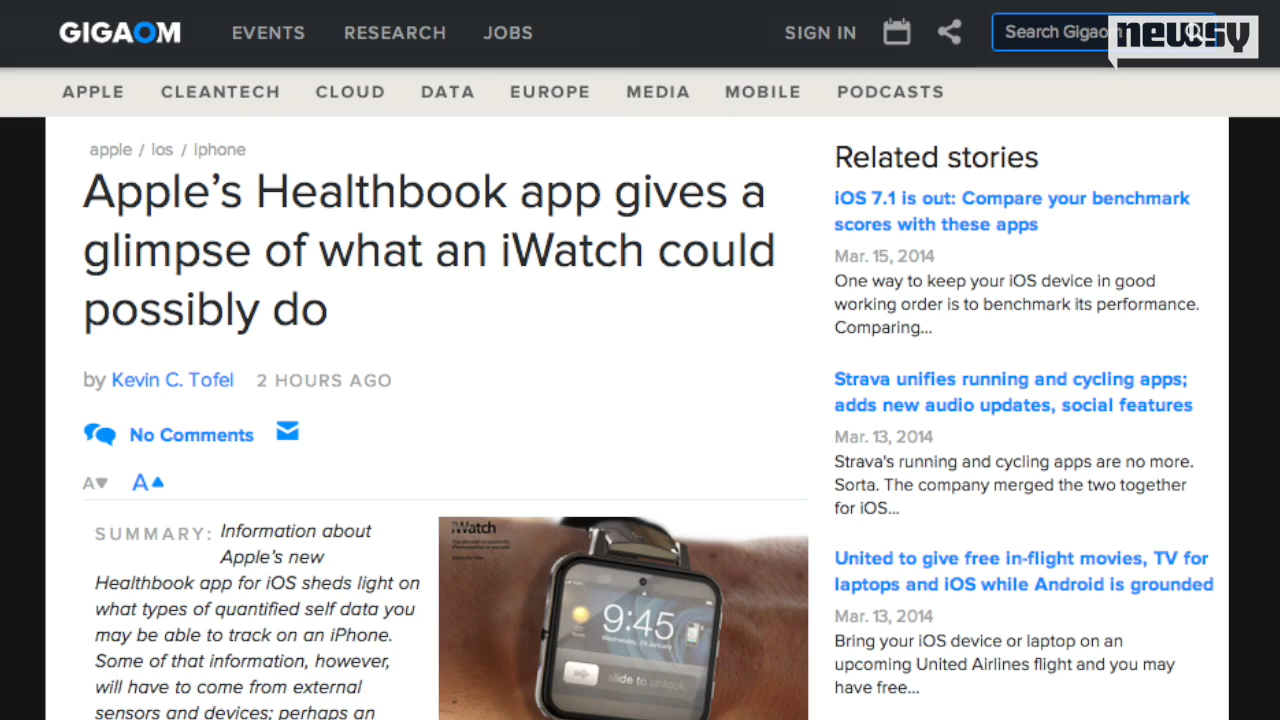 GIGAOM
EVENTS RESEARCH JOBS
SIGN IN
Search Gigaom
newsy
APPLE CLEANTECH CLOUD DATA EUROPE MEDIA MOBILE PODCASTS
apple / ios / iphone
Apple's Healthbook app gives a
glimpse of what an iWatch could
possibly do
by Kevin C. Tofel 2 HOURS AGO
No Comments
A▼ A▲
SUMMARY: Information about
Apple's new
Healthbook app for iOS sheds light on
what types of quantified self data you
may be able to track on an iPhone.
Some of that information, however,
will have to come from external
sensors and devices; perhaps an
iWatch
9:45
slide to unlock
Related stories
iOS 7.1 is out: Compare your benchmark
scores with these apps
Mar. 15, 2014
One way to keep your iOS device in good
working order is to benchmark its performance.
Comparing...
Strava unifies running and cycling apps;
adds new audio updates, social features
Mar. 13, 2014
Strava's running and cycling apps are no more.
Sorta. The company merged the two together
for iOS...
United to give free in-flight movies, TV for
laptops and iOS while Android is grounded
Mar. 13, 2014
Bring your iOS device or laptop on an
upcoming United Airlines flight and you may
have free...